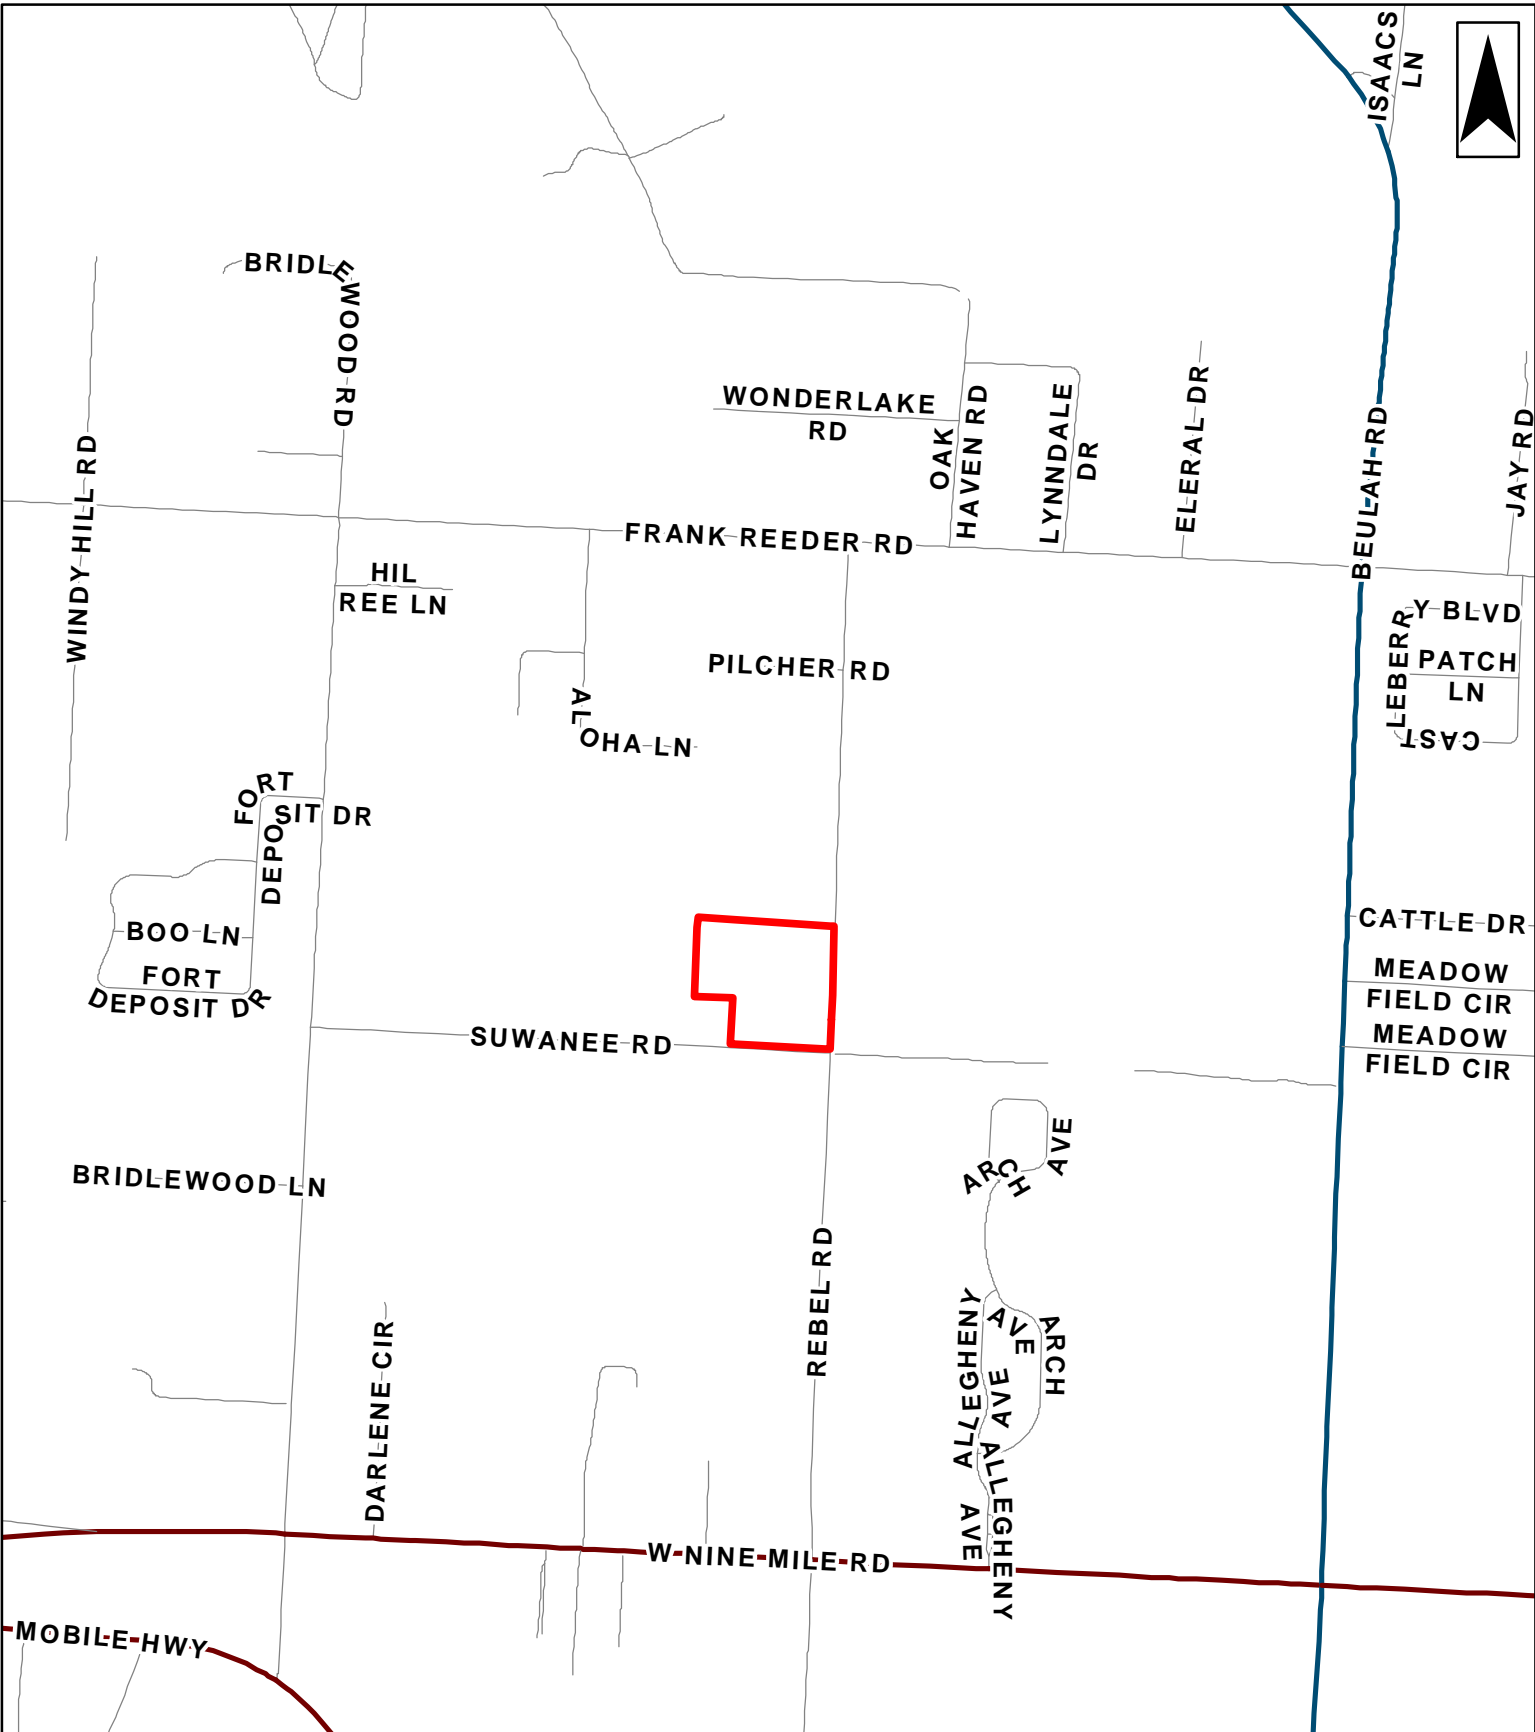 ISAACS
LN
BRIDLEWOOD RD
WONDERLAKE
RD
OAK
HAVEN RD
LYNNDALE
DR
ELERAL DR
BEULAH RD
JAY RD
WINDY HILL RD
FRANK REEDER RD
HIL
REE LN
PILCHER RD
ALOHA LN
CASTLEBERRY BLVD
PATCH
LN
FORT
DEPOSIT DR
BOO LN
FORT
DEPOSIT DR
CATTLE DR
MEADOW
FIELD CIR
MEADOW
FIELD CIR
SUWANEE RD
ARCH
AVE
BRIDLEWOOD LN
REBEL RD
DARLENE CIR
ALLEGHENY
AVE
ARCH
AVE
ALLEGHENY
AVE
W NINE MILE RD
MOBILE HWY